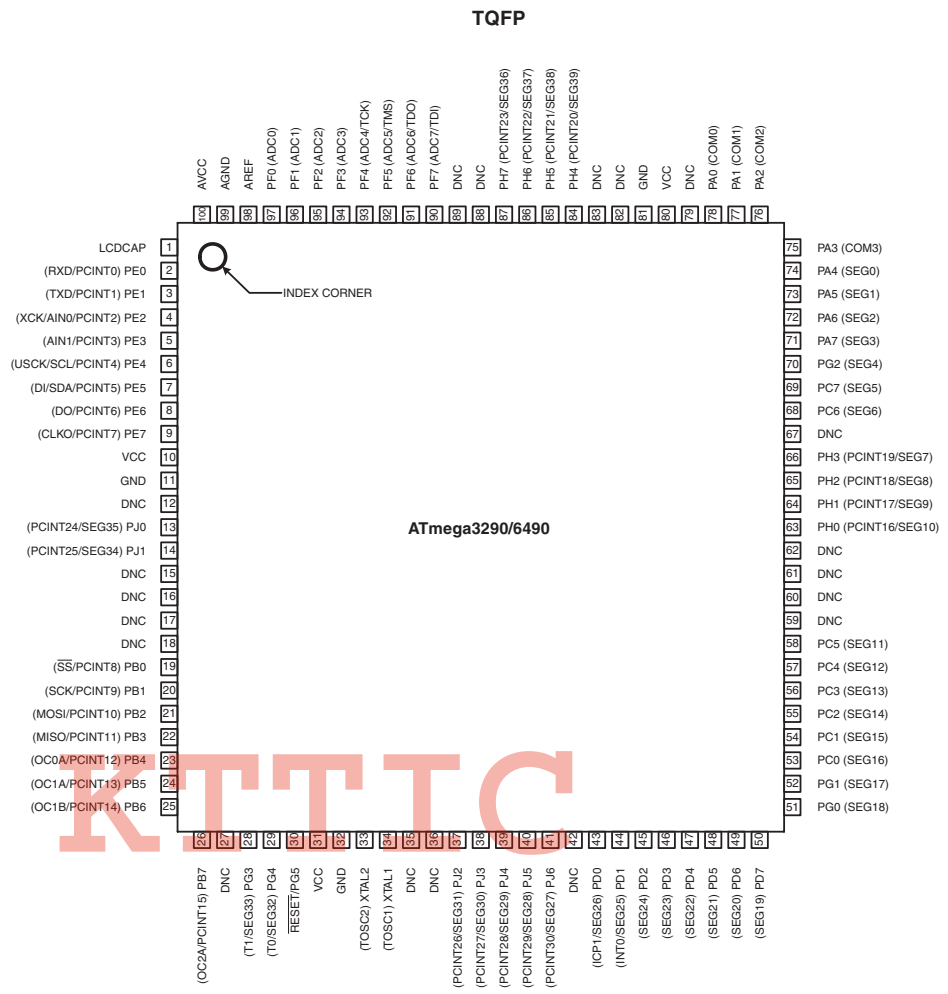 TQFP
AVCC
AGND
AREF
PF0 (ADC0)
PF1 (ADC1)
PF2 (ADC2)
PF3 (ADC3)
PF4 (ADC4/TCK)
PF5 (ADC5/TMS)
PF6 (ADC6/TDO)
PF7 (ADC7/TDI)
DNC
DNC
PH7 (PCINT23/SEG36)
PH6 (PCINT22/SEG37)
PH5 (PCINT21/SEG38)
PH4 (PCINT20/SEG39)
DNC
DNC
GND
VCC
DNC
PA0 (COM0)
PA1 (COM1)
PA2 (COM2)
100 99 98 97 96 95 94 93 92 91 90 89 88 87 86 85 84 83 82 81 80 79 78 77 76
LCDCAP 1
(RXD/PCINT0) PE0 2
(TXD/PCINT1) PE1 3
(XCK/AIN0/PCINT2) PE2 4
(AIN1/PCINT3) PE3 5
(USCK/SCL/PCINT4) PE4 6
(DI/SDA/PCINT5) PE5 7
(DO/PCINT6) PE6 8
(CLKO/PCINT7) PE7 9
VCC 10
GND 11
DNC 12
(PCINT24/SEG35) PJ0 13
(PCINT25/SEG34) PJ1 14
DNC 15
DNC 16
DNC 17
DNC 18
(SS/PCINT8) PB0 19
(SCK/PCINT9) PB1 20
(MOSI/PCINT10) PB2 21
(MISO/PCINT11) PB3 22
(OC0A/PCINT12) PB4 23
(OC1A/PCINT13) PB5 24
(OC1B/PCINT14) PB6 25
INDEX CORNER
ATmega3290/6490
75 PA3 (COM3)
74 PA4 (SEG0)
73 PA5 (SEG1)
72 PA6 (SEG2)
71 PA7 (SEG3)
70 PG2 (SEG4)
69 PC7 (SEG5)
68 PC6 (SEG6)
67 DNC
66 PH3 (PCINT19/SEG7)
65 PH2 (PCINT18/SEG8)
64 PH1 (PCINT17/SEG9)
63 PH0 (PCINT16/SEG10)
62 DNC
61 DNC
60 DNC
59 DNC
58 PC5 (SEG11)
57 PC4 (SEG12)
56 PC3 (SEG13)
55 PC2 (SEG14)
54 PC1 (SEG15)
53 PC0 (SEG16)
52 PG1 (SEG17)
51 PG0 (SEG18)
KTTIC
26 27 28 29 30 31 32 33 34 35 36 37 38 39 40 41 42 43 44 45 46 47 48 49 50
(OC2A/PCINT15) PB7
DNC
(T1/SEG33) PG3
(T0/SEG32) PG4
RESET/PG5
VCC
GND
(TOSC2) XTAL2
(TOSC1) XTAL1
DNC
DNC
(PCINT26/SEG31) PJ2
(PCINT27/SEG30) PJ3
(PCINT28/SEG29) PJ4
(PCINT29/SEG28) PJ5
(PCINT30/SEG27) PJ6
DNC
(ICP1/SEG26) PD0
(INT0/SEG25) PD1
(SEG24) PD2
(SEG23) PD3
(SEG22) PD4
(SEG21) PD5
(SEG20) PD6
(SEG19) PD7